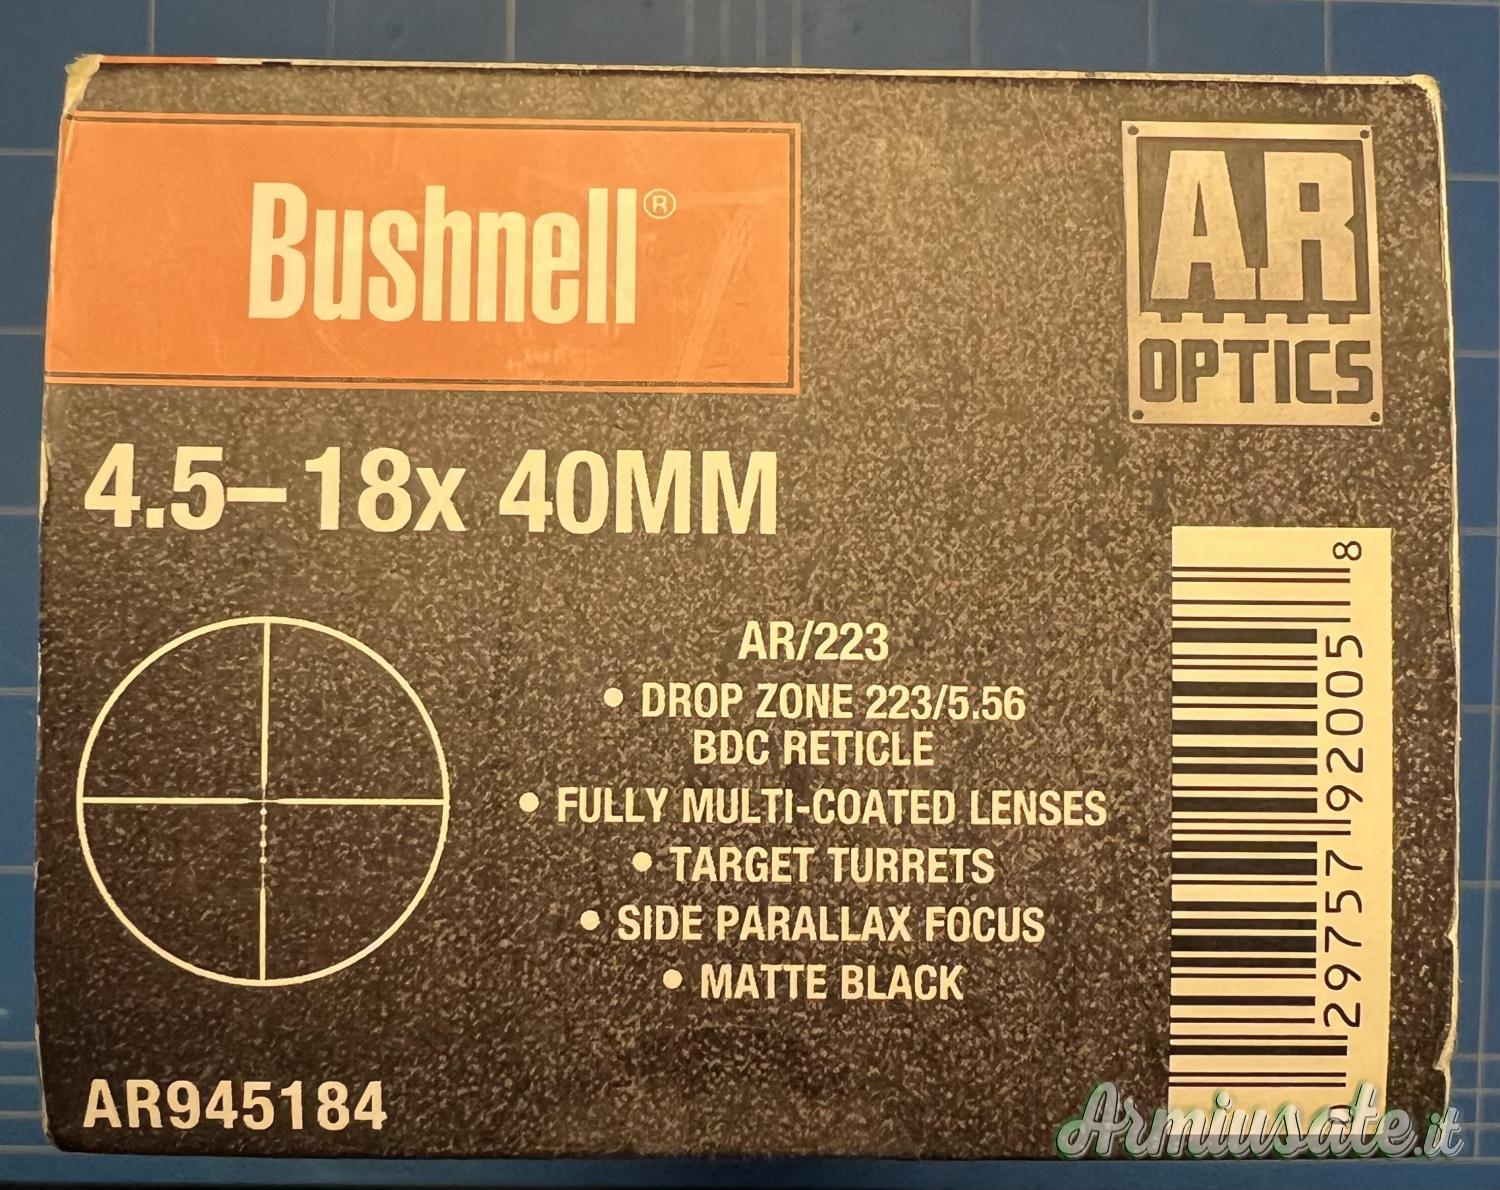 Bushnell®
AR
OPTICS
4.5–18x 40MM
AR/223
• DROP ZONE 223/5.56
BDC RETICLE
• FULLY MULTI-COATED LENSES
• TARGET TURRETS
• SIDE PARALLAX FOCUS
• MATTE BLACK
AR945184
0 29757 92005 8
Armiusate.it